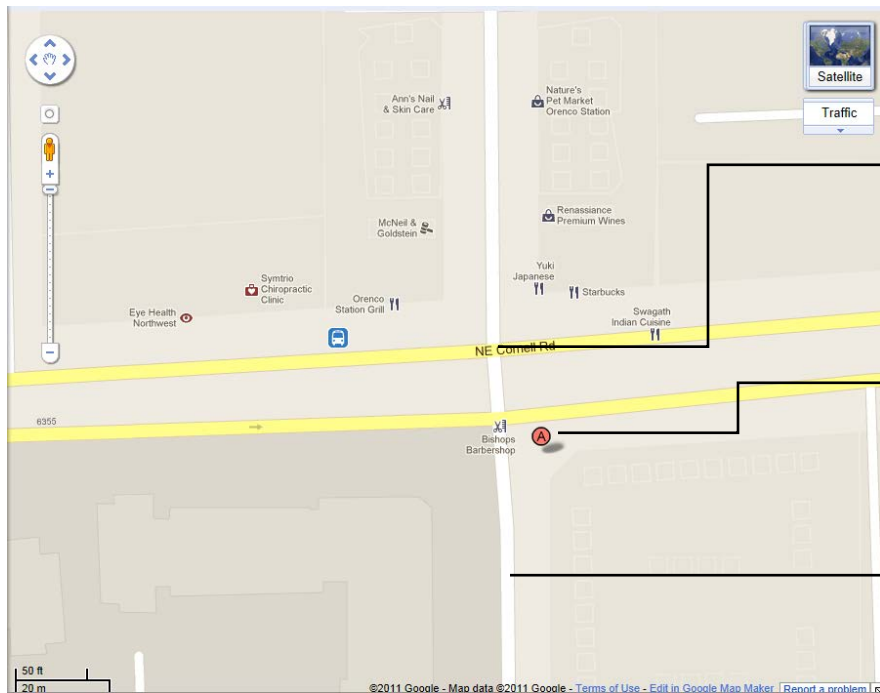 Satellite
Traffic
Ann's Nail
& Skin Care
Nature's
Pet Market
Orenco Station
McNeil &
Goldstein
Renassiance
Premium Wines
Yuki
Japanese
Starbucks
Symtrio
Chiropractic
Clinic
Orenco
Station Grill
Eye Health
Northwest
Swagath
Indian Cuisine
NE Cornell Rd
6355
Bishops
Barbershop
A
50 ft
20 m
©2011 Google - Map data ©2011 Google - Terms of Use - Edit in Google Map Maker Report a problem